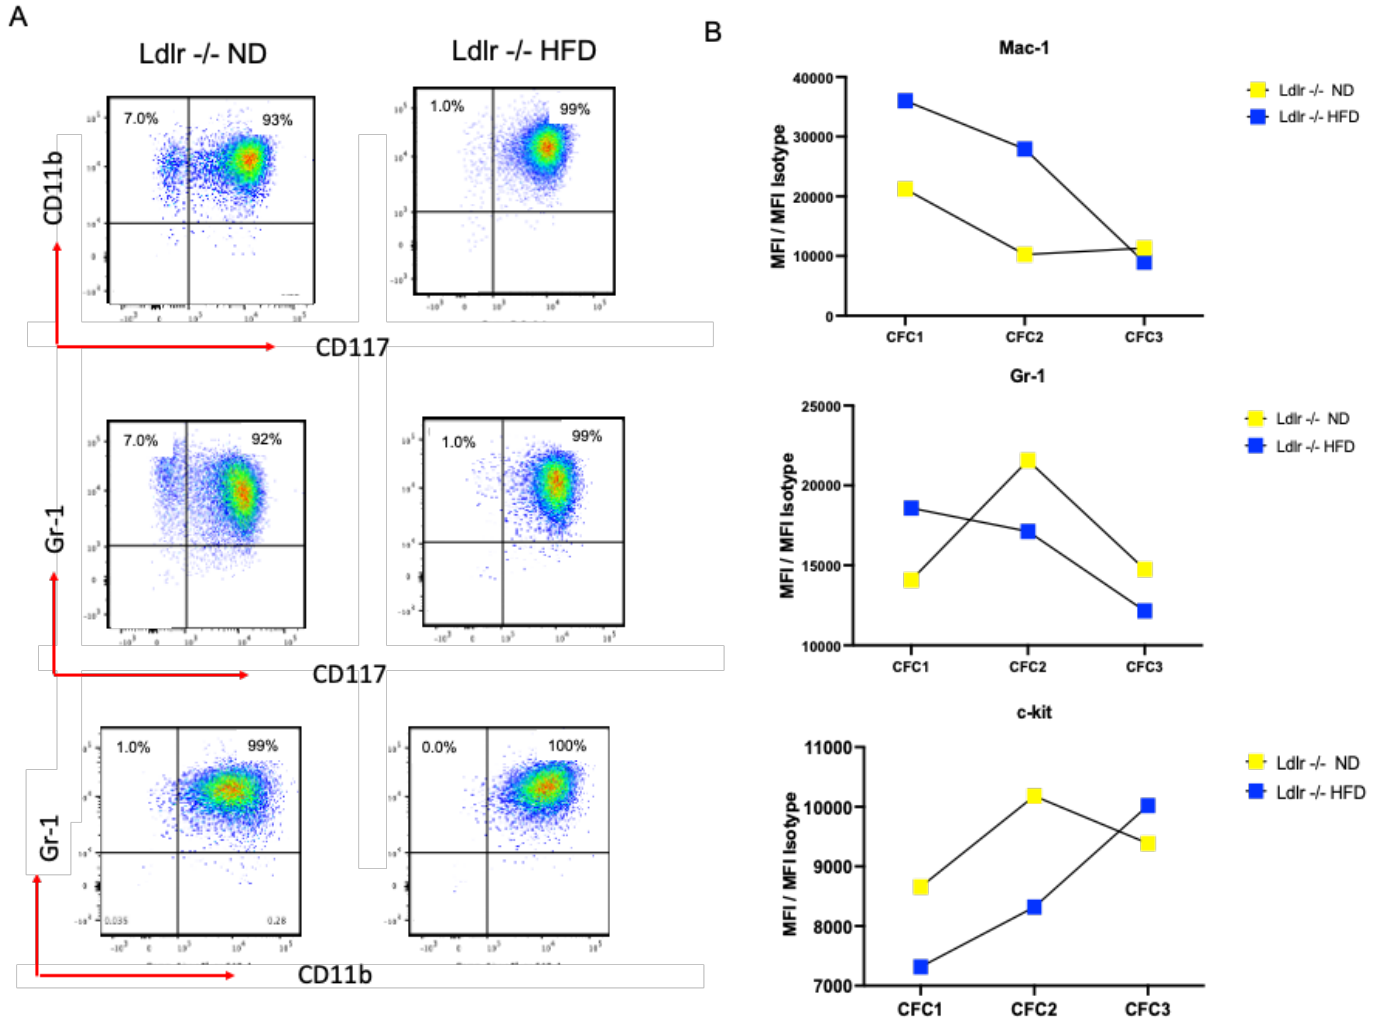 A
B
Ldlr -/- ND
Ldlr -/- HFD
7.0%
93%
1.0%
99%
CD11b
CD117
7.0%
92%
1.0%
99%
Gr-1
CD117
1.0%
99%
0.035
0.28
0.0%
100%
Gr-1
CD11b
Mac-1
40000
30000
20000
10000
0
MFI / MFI Isotype
CFC1
CFC2
CFC3
Ldlr -/- ND
Ldlr -/- HFD
Gr-1
25000
20000
15000
10000
MFI / MFI Isotype
CFC1
CFC2
CFC3
Ldlr -/- ND
Ldlr -/- HFD
c-kit
11000
10000
9000
8000
7000
MFI / MFI Isotype
CFC1
CFC2
CFC3
Ldlr -/- ND
Ldlr -/- HFD